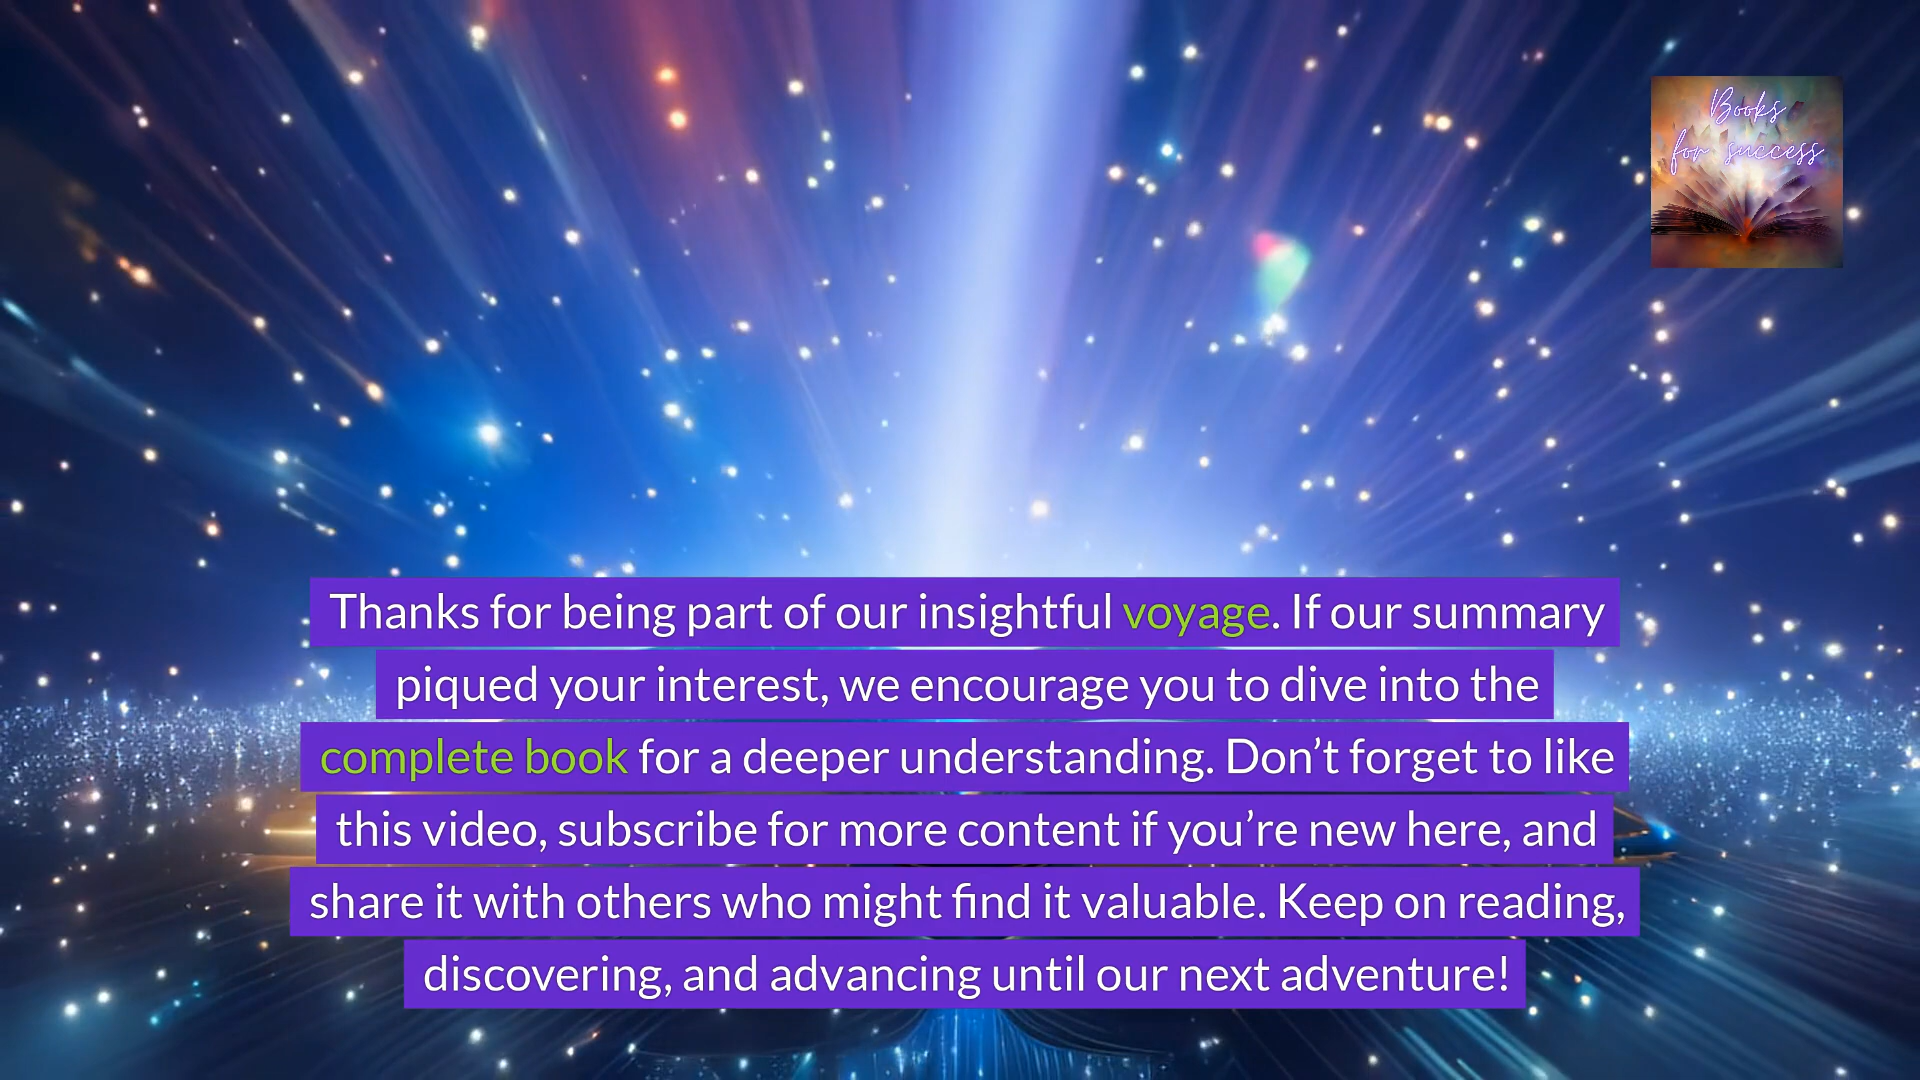 Books
for success
Thanks for being part of our insightful voyage. If our summary
piqued your interest, we encourage you to dive into the
complete book for a deeper understanding. Don’t forget to like
this video, subscribe for more content if you’re new here, and
share it with others who might find it valuable. Keep on reading,
discovering, and advancing until our next adventure!